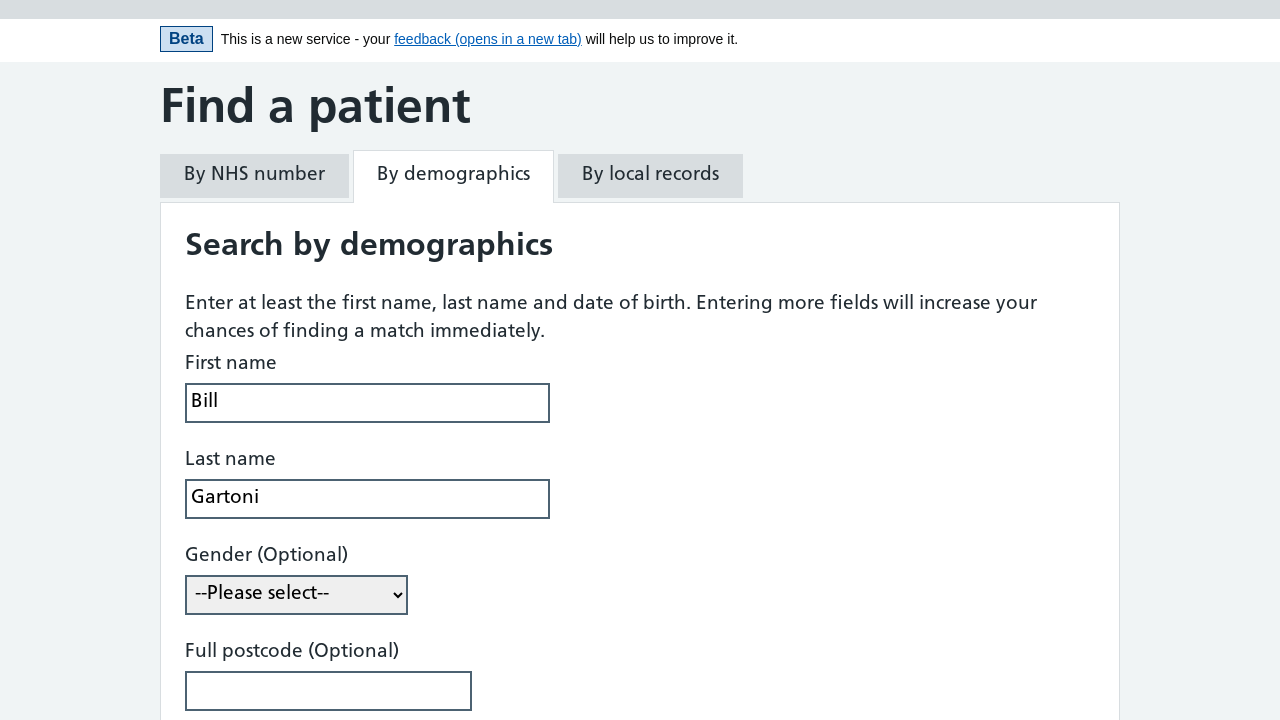 Beta This is a new service - your feedback (opens in a new tab) will help us to improve it.
Find a patient
By NHS number By demographics By local records
Search by demographics
Enter at least the first name, last name and date of birth. Entering more fields will increase your
chances of finding a match immediately.
First name
Bill
Last name
Gartoni
Gender (Optional)
--Please select--
Full postcode (Optional)